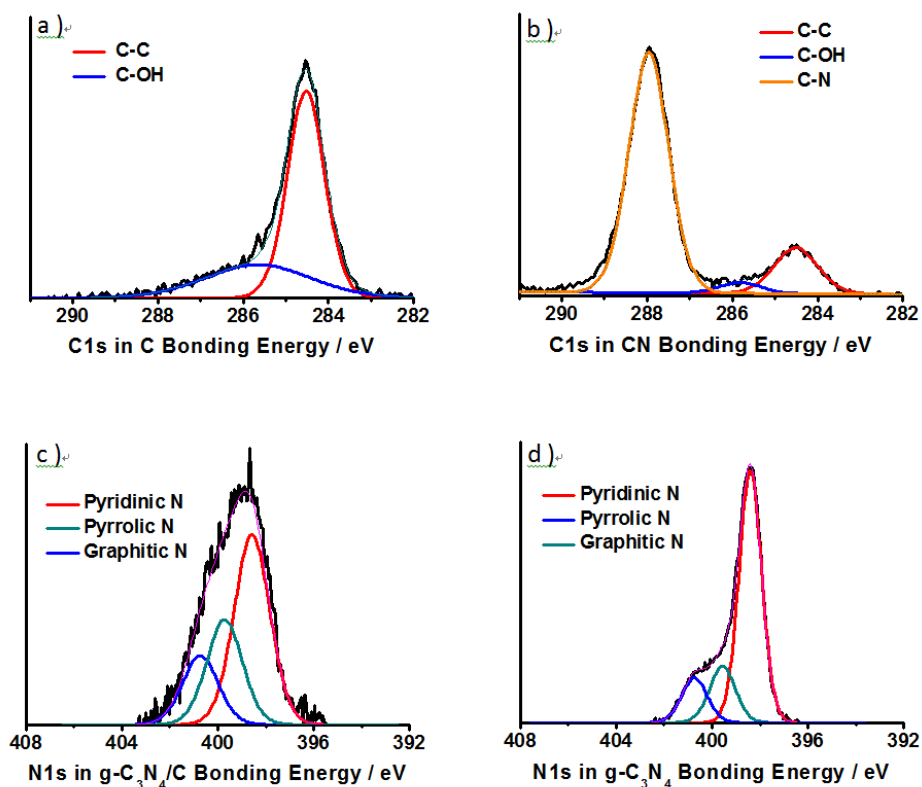 a )
C-C
C-OH
290 288 286 284 282
C1s in C Bonding Energy / eV
b )
C-C
C-OH
C-N
290 288 286 284 282
C1s in CN Bonding Energy / eV
c )
Pyridinic N
Pyrrolic N
Graphitic N
408 404 400 396 392
N1s in g-C₃N₄/C Bonding Energy / eV
d )
Pyridinic N
Pyrrolic N
Graphitic N
408 404 400 396 392
N1s in g-C₃N₄ Bonding Energy / eV